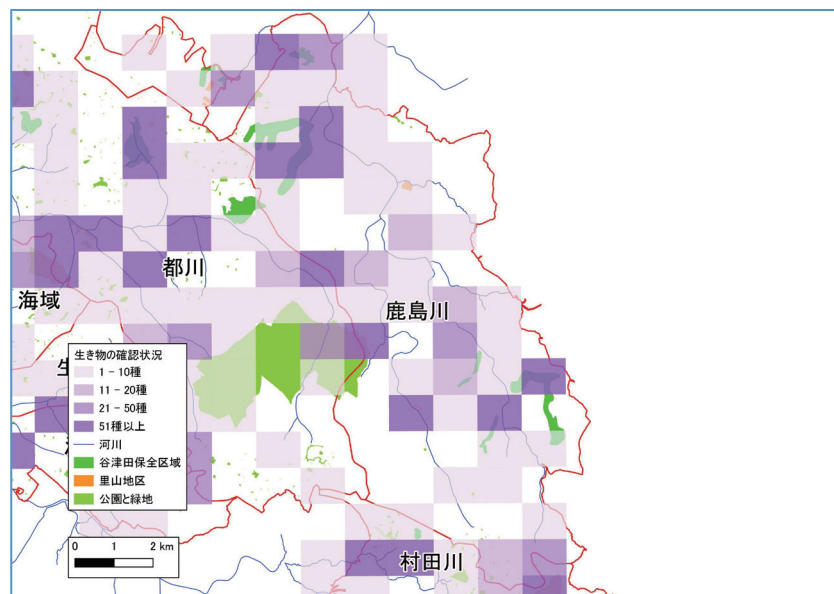 都川
海域
鹿島川
生き物の確認状況
生
1 - 10種
11 - 20種
21 - 50種
51種以上
河川
谷津田保全区域
里山地区
公園と緑地
0 1 2 km
村田川